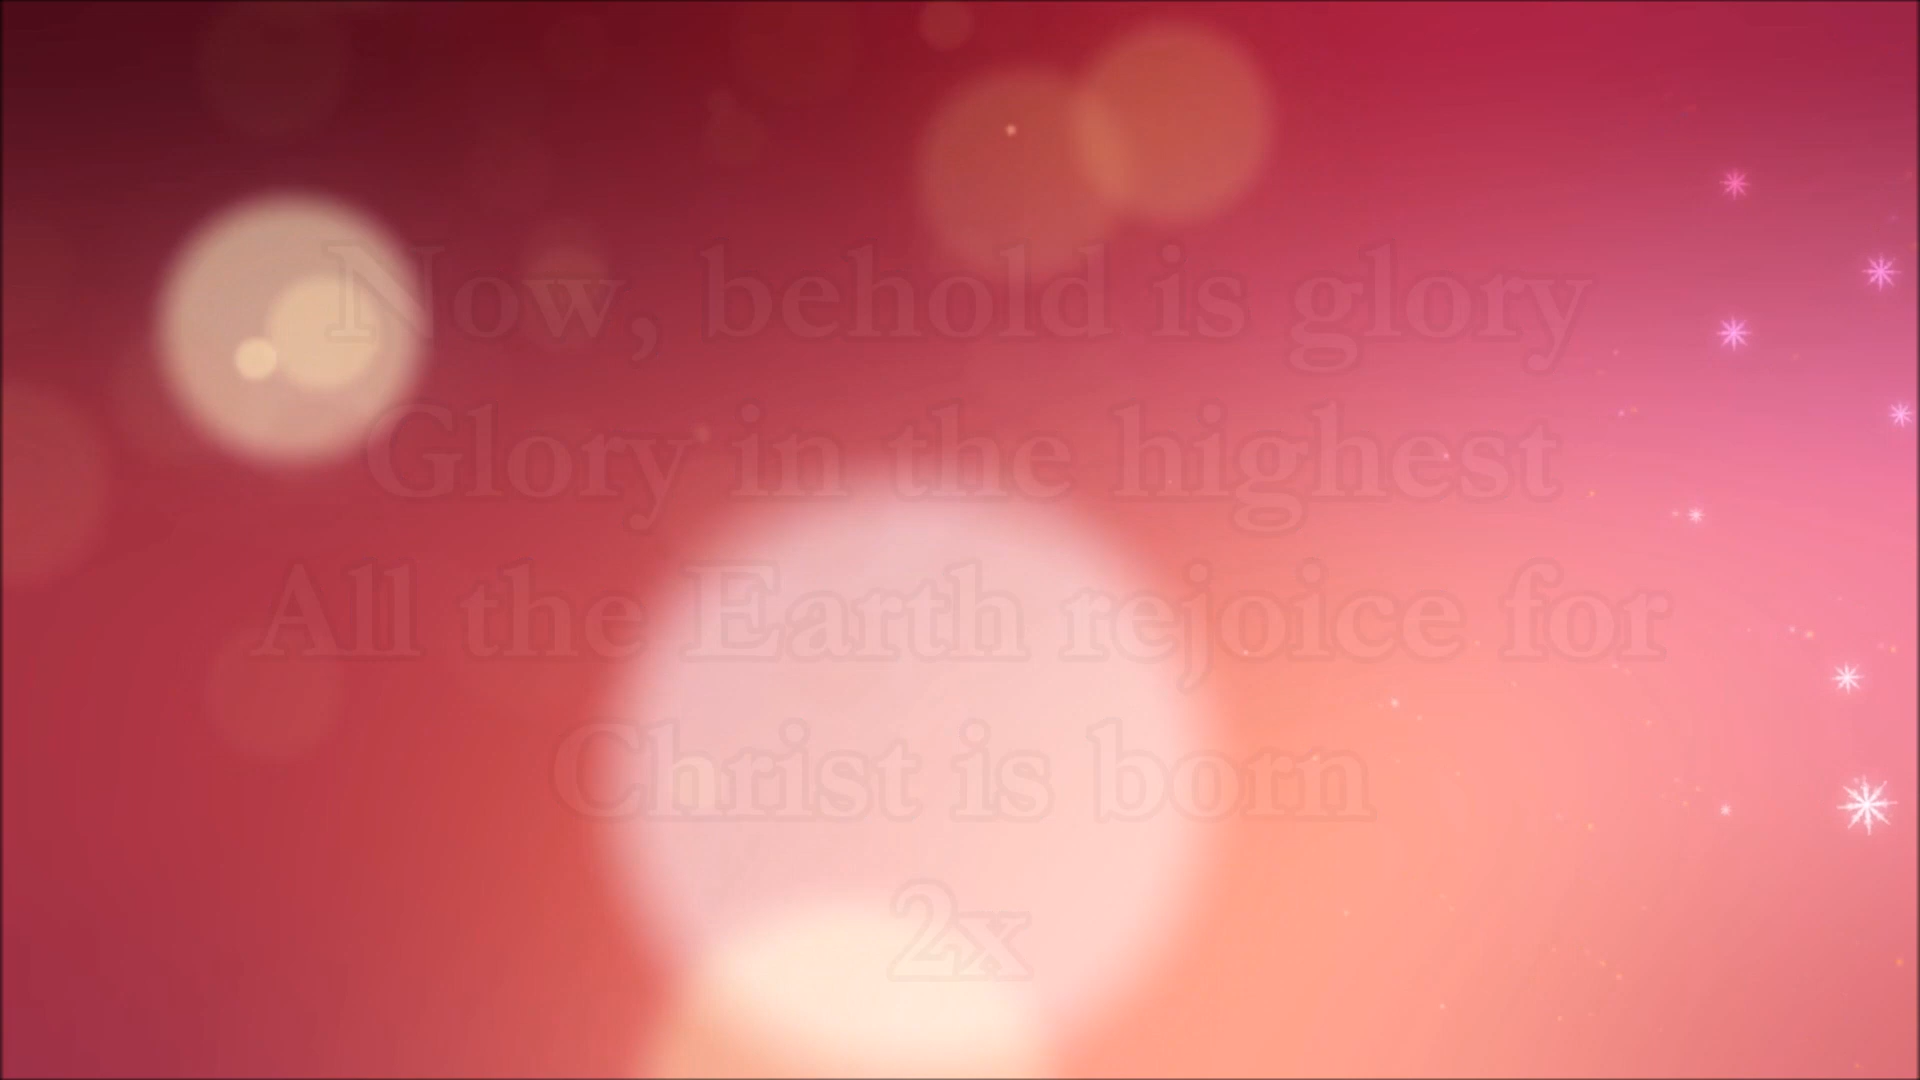 Now, behold is glory
Glory in the highest
All the Earth rejoice for
Christ is born
2x